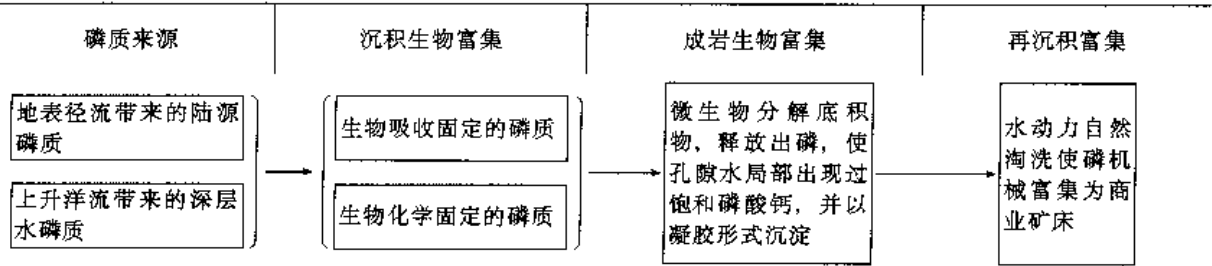 磷质来源
沉积生物富集
成岩生物富集
再沉积富集
地表径流带来的陆源
磷质
上升洋流带来的深层
水磷质
生物吸收固定的磷质
生物化学固定的磷质
微生物分解底积
物，释放出磷，使
孔隙水局部出现过
饱和磷酸钙，并以
凝胶形式沉淀
水动力自然
淘洗使磷机
械富集为商
业矿床